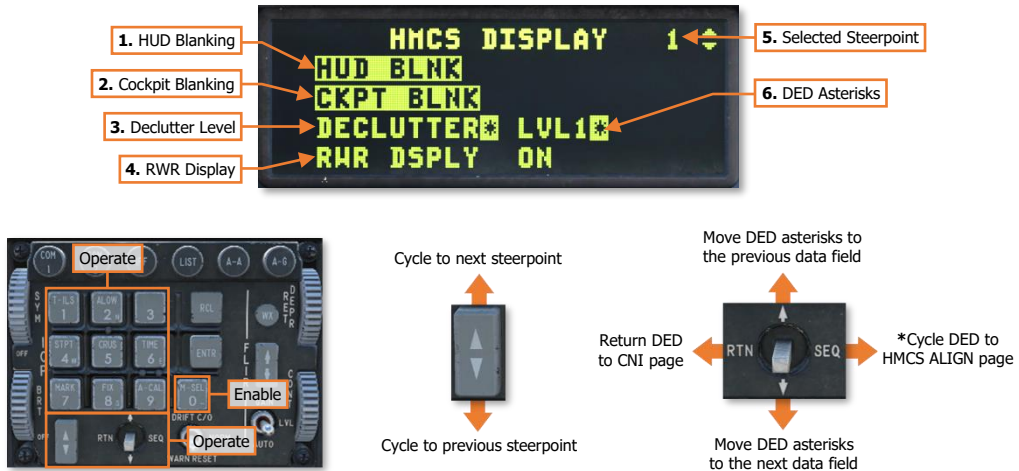 1. HUD Blanking
2. Cockpit Blanking
3. Declutter Level
4. RWR Display
HMCS DISPLAY 1
HUD BLNK
CKPT BLNK
DECLUTTER* LVL1*
RWR DSPLY ON
5. Selected Steerpoint
6. DED Asterisks
COM
1
Operate
F
LIST
A-A
A-G
SYM
ICP
T-ILS
1
ALOW
2 N
3
RCL
STPT
4 W
CRUS
5
TIME
6 E
ENTR
MARK
7
FIX
8 S
A-CAL
9
M-SEL
0 -
Enable
OFF
BRT
WX
RET
DEPR
FLIR
CONT
DRIFT C/O
LVL
AUTO
RTN
SEQ
Operate
WARN RESET
Cycle to next steerpoint
Cycle to previous steerpoint
Move DED asterisks to
the previous data field
Return DED
to CNI page
RTN
SEQ
*Cycle DED to
HMCS ALIGN page
Move DED asterisks
to the next data field